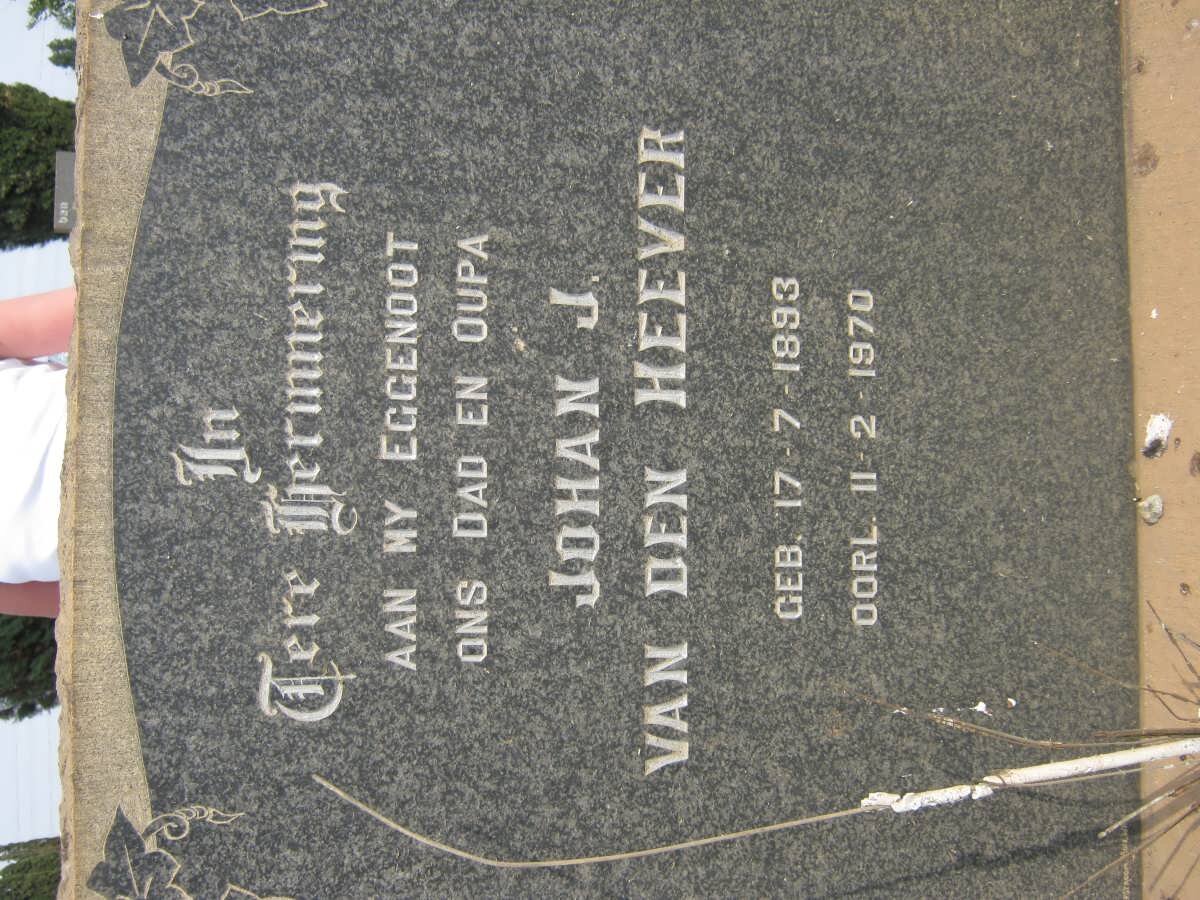 In
Tere Herinnering
AAN MY EGGENOOT
ONS DAD EN OUPA
JOHAN J.
VAN DEN HEEVER
GEB. 17-7-1893
OORL. 11-2-1970